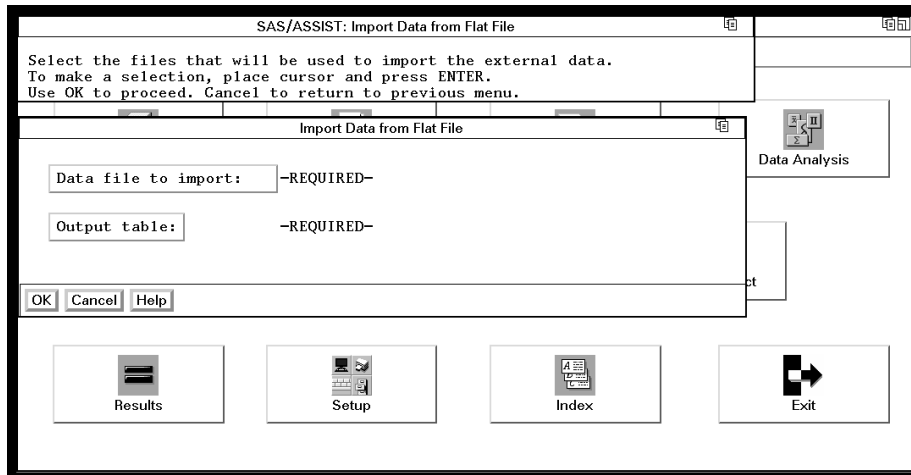 SAS/ASSIST: Import Data from Flat File
Select the files that will be used to import the external data.
To make a selection, place cursor and press ENTER.
Use OK to proceed. Cancel to return to previous menu.
Import Data from Flat File
Data file to import: -REQUIRED-
Output table: -REQUIRED-
OK Cancel Help
Data Analysis
ct
Results
Setup
Index
Exit